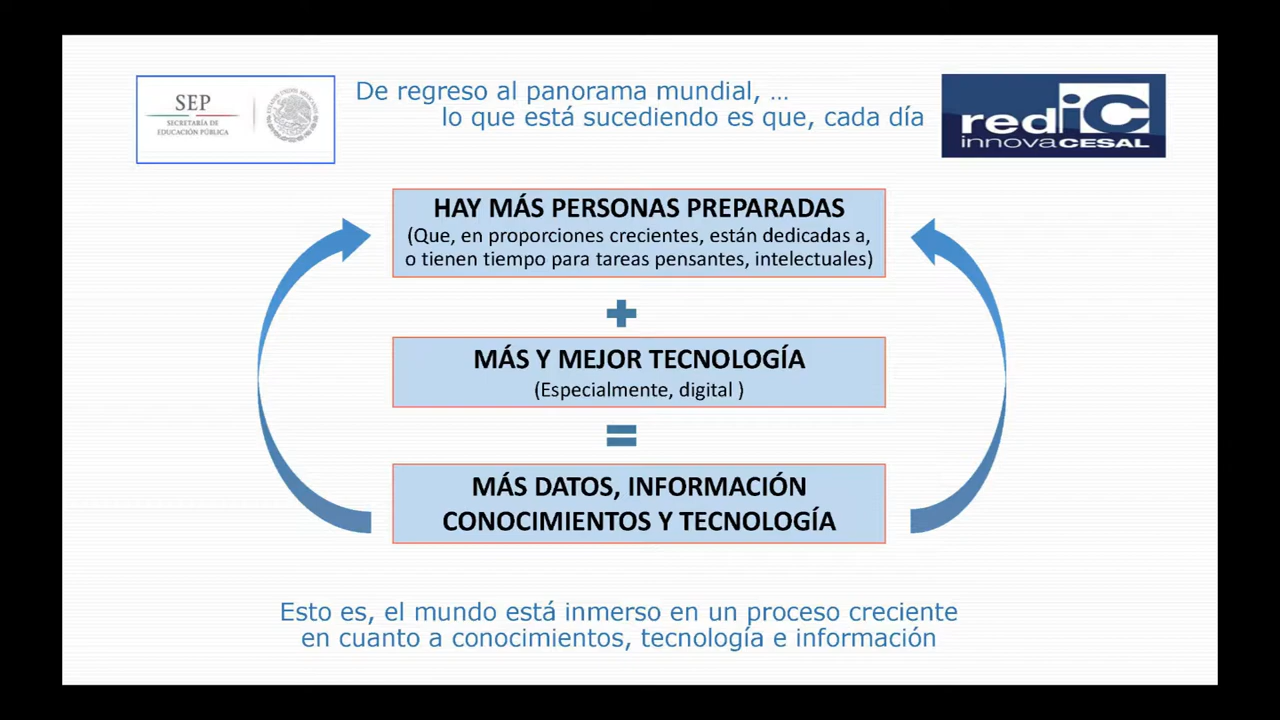 SEP
SECRETARÍA DE
EDUCACIÓN PÚBLICA
De regreso al panorama mundial, ...
lo que está sucediendo es que, cada día
red iC
innovaCESAL
HAY MÁS PERSONAS PREPARADAS
(Que, en proporciones crecientes, están dedicadas a,
o tienen tiempo para tareas pensantes, intelectuales)
+
MÁS Y MEJOR TECNOLOGÍA
(Especialmente, digital )
=
MÁS DATOS, INFORMACIÓN
CONOCIMIENTOS Y TECNOLOGÍA
Esto es, el mundo está inmerso en un proceso creciente
en cuanto a conocimientos, tecnología e información